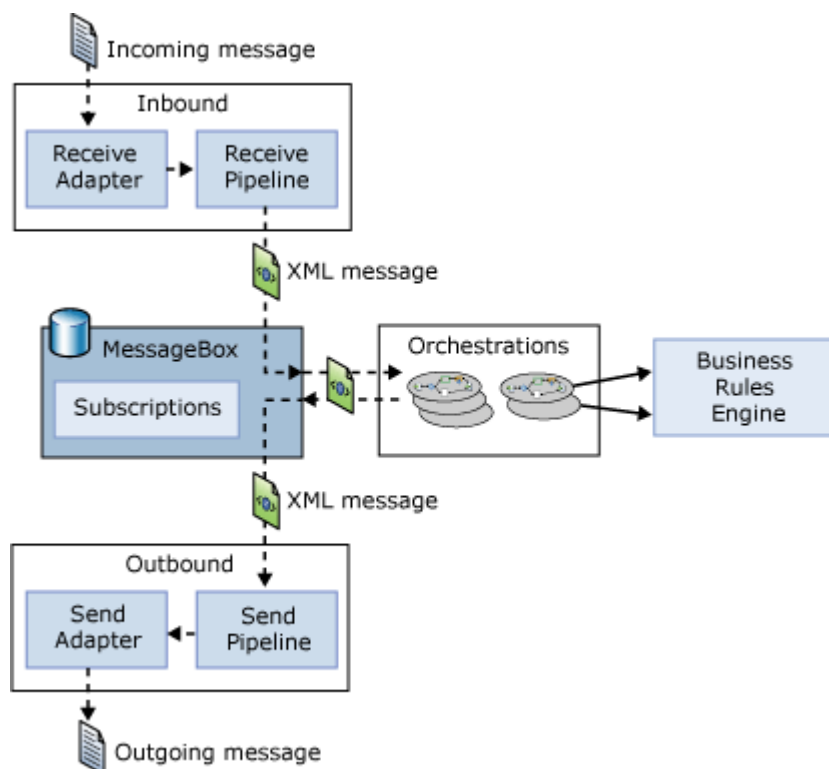 Incoming message
Inbound
Receive
Adapter
Receive
Pipeline
XML message
MessageBox
Subscriptions
Orchestrations
Business
Rules
Engine
XML message
Outbound
Send
Adapter
Send
Pipeline
Outgoing message